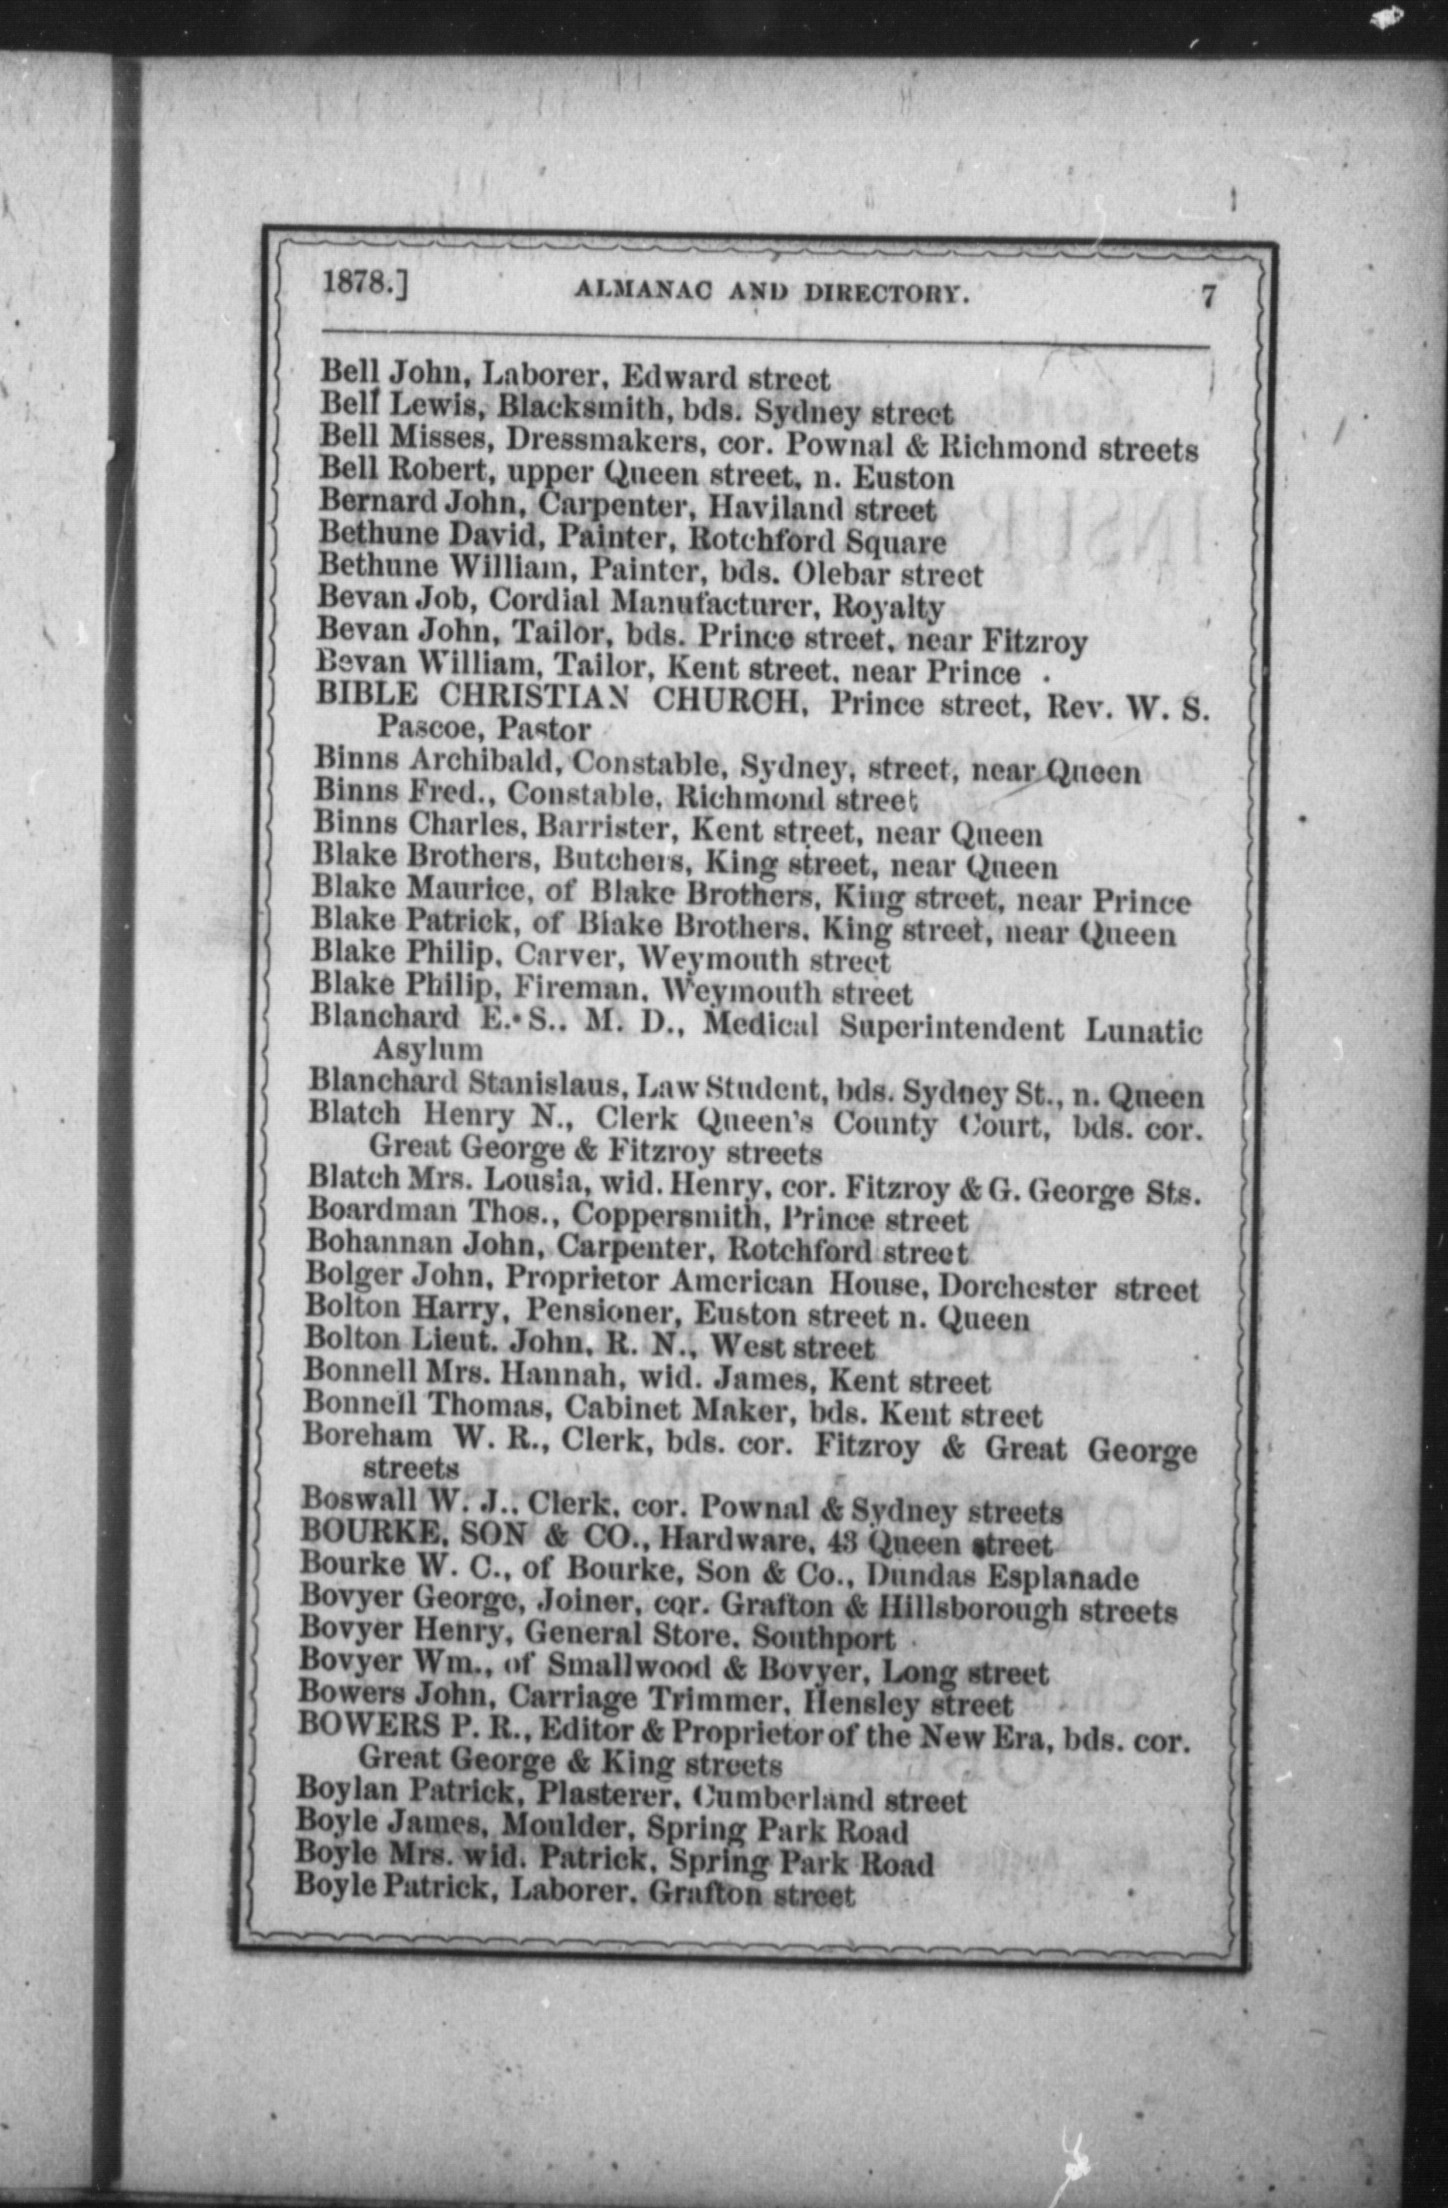 1878.] ALMANAC AND DIRECTORY. 7
Bell John, Laborer, Edward street
Bell Lewis, Blacksmith, bds. Sydney street
Bell Misses, Dressmakers, cor. Pownal & Richmond streets
Bell Robert, upper Queen street, n. Euston
Bernard John, Carpenter, Haviland street
Bethune David, Painter, Rotchford Square
Bethune William, Painter, bds. Olebar street
Bevan Job, Cordial Manufacturer, Royalty
Bevan John, Tailor, bds. Prince street, near Fitzroy
Bevan William, Tailor, Kent street, near Prince
BIBLE CHRISTIAN CHURCH, Prince street, Rev. W. S.
Pascoe, Pastor
Binns Archibald, Constable, Sydney, street, near Queen
Binns Fred., Constable, Richmond street
Binns Charles, Barrister, Kent street, near Queen
Blake Brothers, Butchers, King street, near Queen
Blake Maurice, of Blake Brothers, King street, near Prince
Blake Patrick, of Blake Brothers, King street, near Queen
Blake Philip, Carver, Weymouth street
Blake Philip, Fireman, Weymouth street
Blanchard E. S., M. D., Medical Superintendent Lunatic
Asylum
Blanchard Stanislaus, Law Student, bds. Sydney St., n. Queen
Blatch Henry N., Clerk Queen's County Court, bds. cor.
Great George & Fitzroy streets
Blatch Mrs. Lousia, wid. Henry, cor. Fitzroy & G. George Sts.
Boardman Thos., Coppersmith, Prince street
Bohannan John, Carpenter, Rotchford street
Bolger John, Proprietor American House, Dorchester street
Bolton Harry, Pensioner, Euston street n. Queen
Bolton Lieut. John, R. N., West street
Bonnell Mrs. Hannah, wid. James, Kent street
Bonnell Thomas, Cabinet Maker, bds. Kent street
Boreham W. R., Clerk, bds. cor. Fitzroy & Great George
streets
Boswall W. J., Clerk, cor. Pownal & Sydney streets
BOURKE, SON & CO., Hardware, 43 Queen street
Bourke W. C., of Bourke, Son & Co., Dundas Esplanade
Bovyer George, Joiner, cor. Grafton & Hillsborough streets
Bovyer Henry, General Store, Southport
Bovyer Wm., of Smallwood & Bovyer, Long street
Bowers John, Carriage Trimmer, Hensley street
BOWERS P. R., Editor & Proprietor of the New Era, bds. cor.
Great George & King streets
Boylan Patrick, Plasterer, Cumberland street
Boyle James, Moulder, Spring Park Road
Boyle Mrs. wid. Patrick, Spring Park Road
Boyle Patrick, Laborer, Grafton street